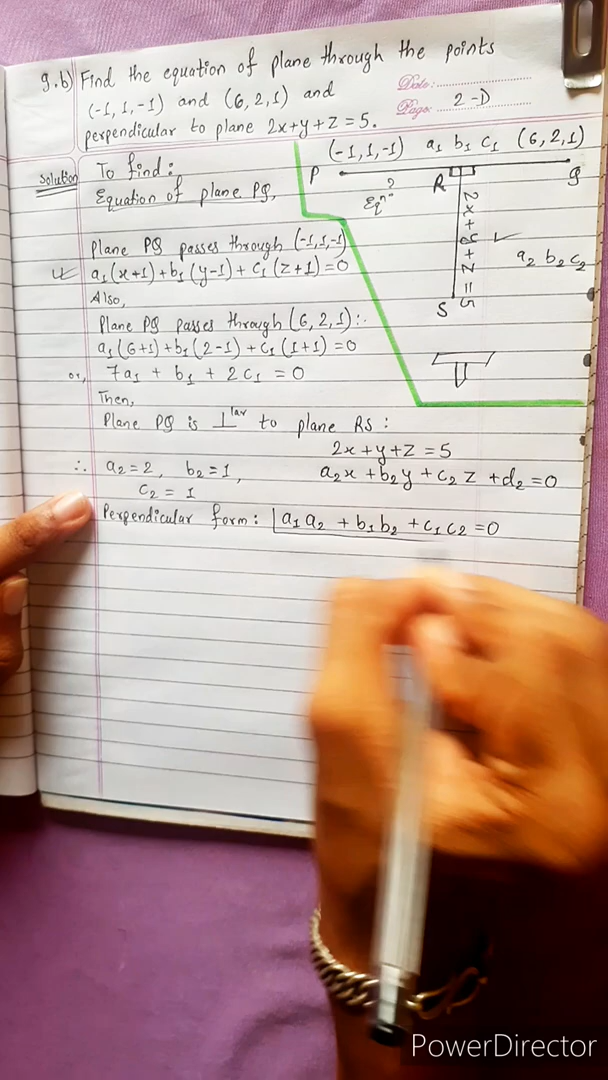 9.b) Find the equation of plane through the points
(-1,1,-1) and (6,2,1) and
perpendicular to plane 2x+y+z=5.
Date:
Page: 2-D
Solution
To find:
Equation of plane PQ,
(-1,1,-1) a₁ b₁ c₁ (6,2,1)
P
R
Q
?
Eqⁿ
2x+y+z=5
a₂ b₂ c₂
S
Plane PQ passes through (-1,1,-1)
a₁(x+1)+b₁(y-1)+c₁(z+1)=0
Also,
Plane PQ passes through (6,2,1):-
a₁(6+1)+b₁(2-1)+c₁(1+1)=0
or, 7a₁ + b₁ + 2c₁ = 0
Then,
Plane PQ is ⊥lar to plane RS:
2x+y+z=5
∴ a₂=2, b₂=1, a₂x+b₂y+c₂z+d₂=0
c₂=1
Perpendicular form: a₁a₂ + b₁b₂ + c₁c₂=0
PowerDirector